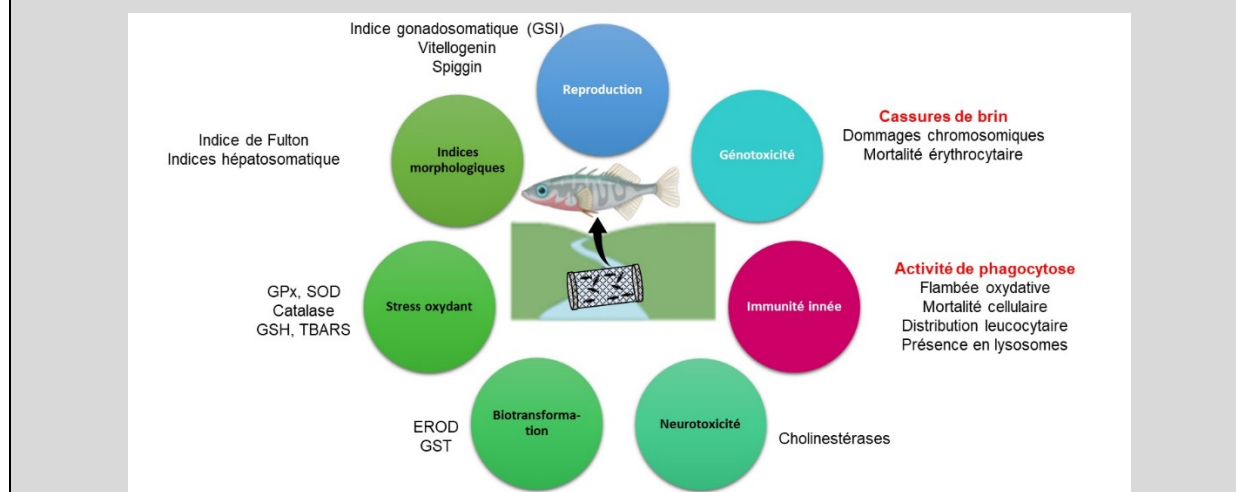 Indice gonadosomatique (GSI)
Vitellogenin
Spiggin
Reproduction
Cassures de brin
Dommages chromosomiques
Mortalité érythrocytaire
Génotoxicité
Indice de Fulton
Indices hépatosomatique
Indices
morphologiques
Activité de phagocytose
Flambée oxydative
Mortalité cellulaire
Distribution leucocytaire
Présence en lysosomes
Immunité innée
GPx, SOD
Catalase
GSH, TBARS
Stress oxydant
EROD
GST
Biotransforma-
tion
Neurotoxicité
Cholinestérases